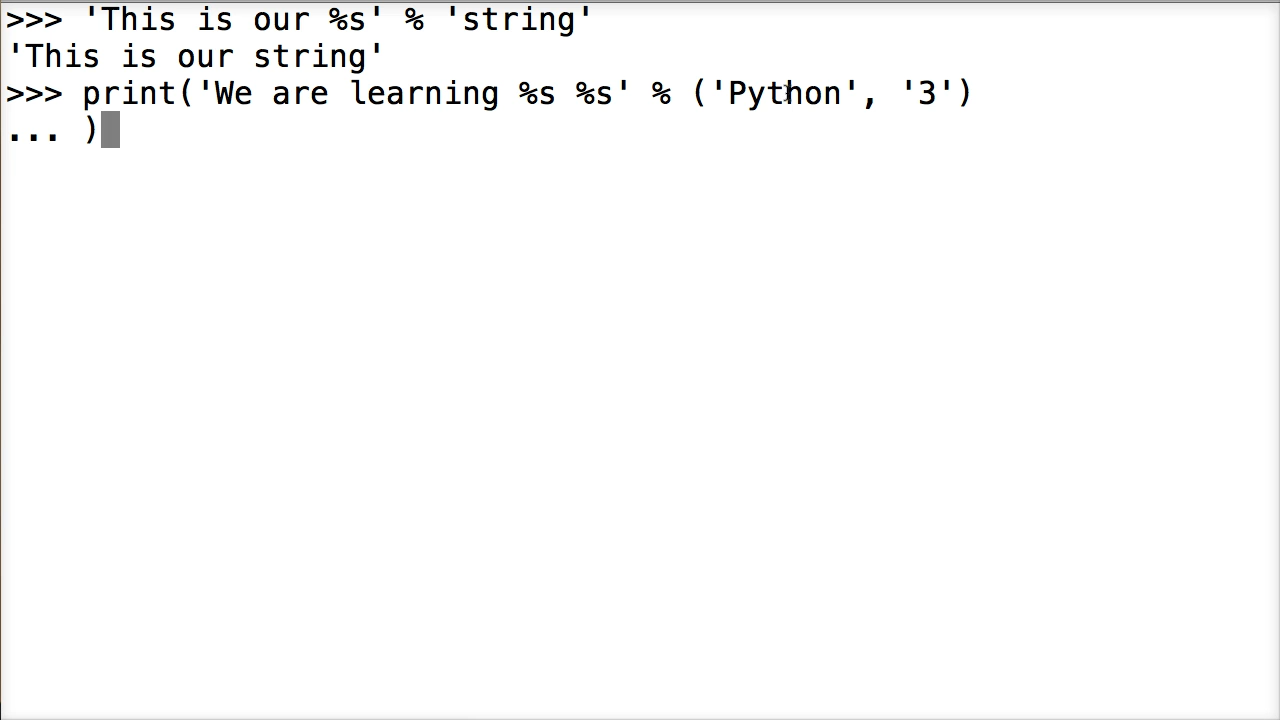 >>> 'This is our %s' % 'string'
'This is our string'
>>> print('We are learning %s %s' % ('Python', '3')
... )